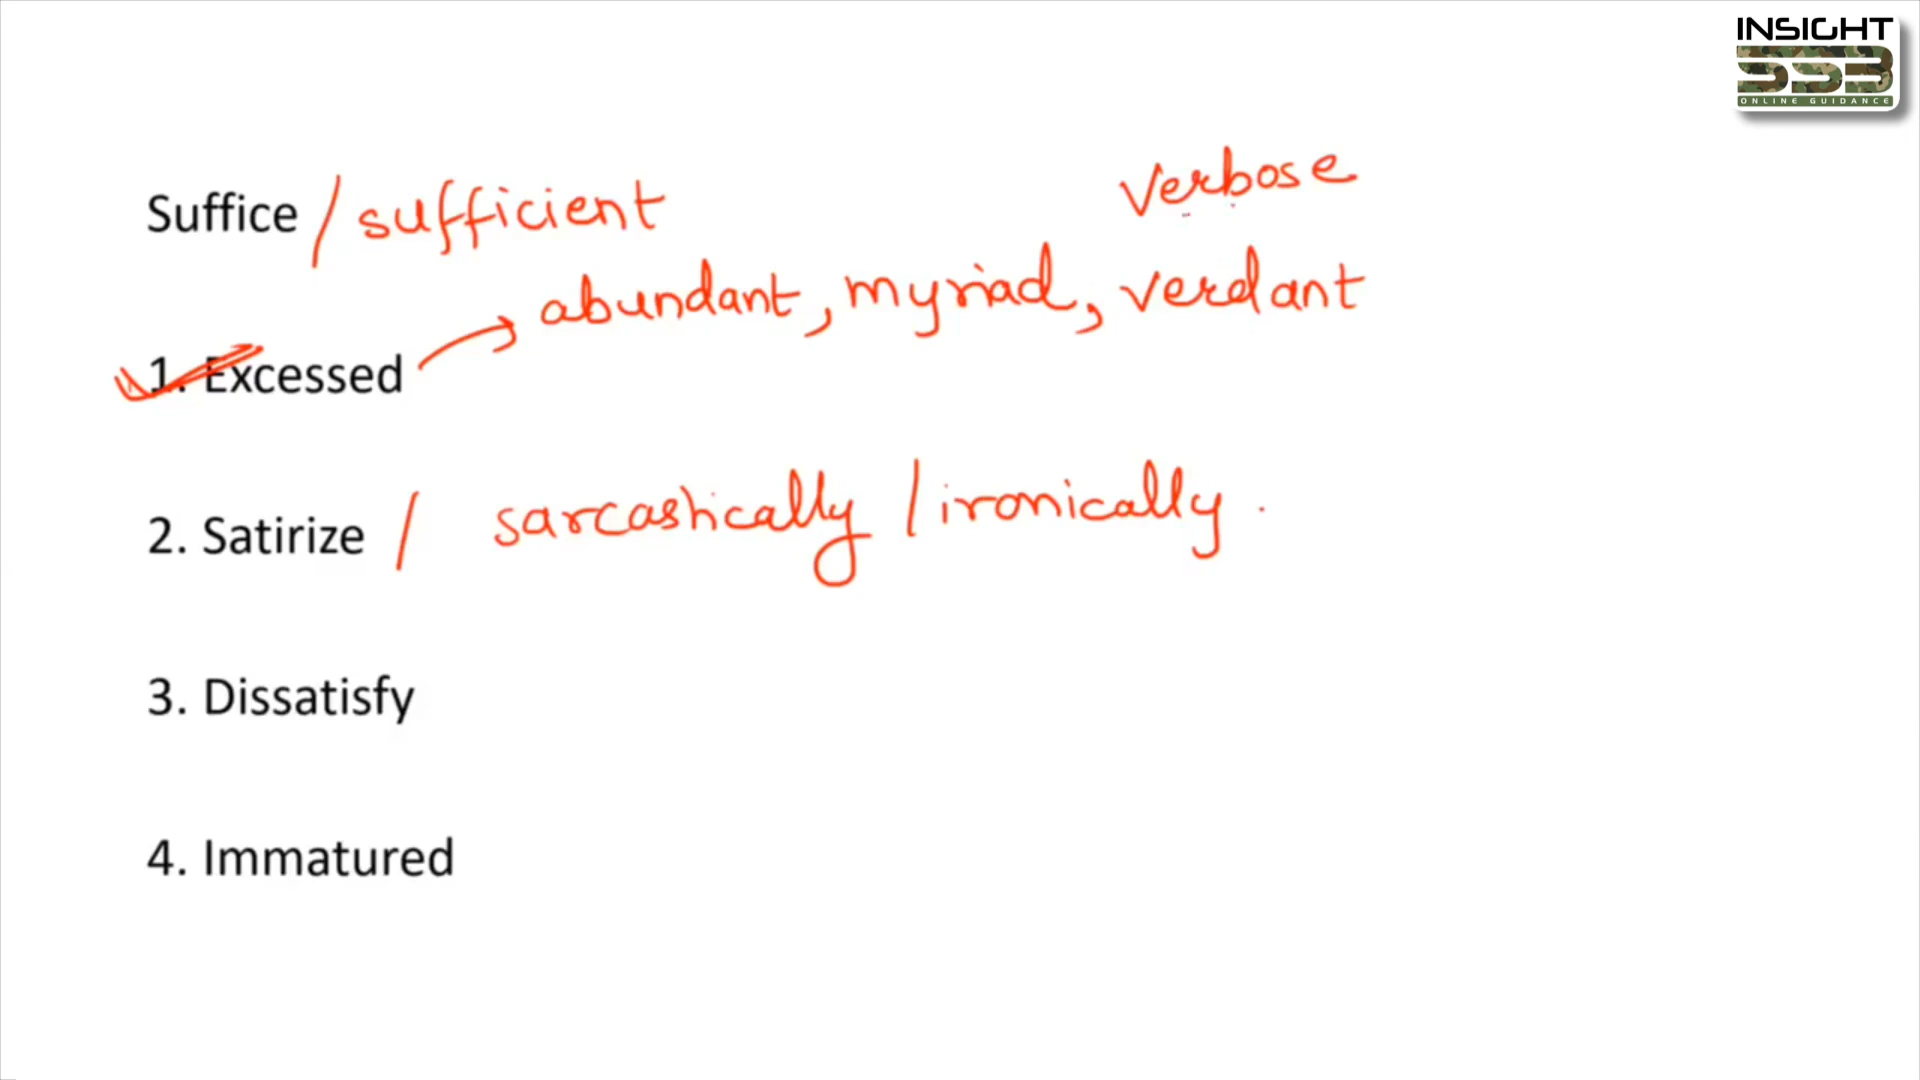 INSIGHT
SSB
ONLINE GUIDANCE
verbose
Suffice / sufficient
abundant, myriad, verdant
1. Excessed
2. Satirize / sarcastically / ironically.
3. Dissatisfy
4. Immatured